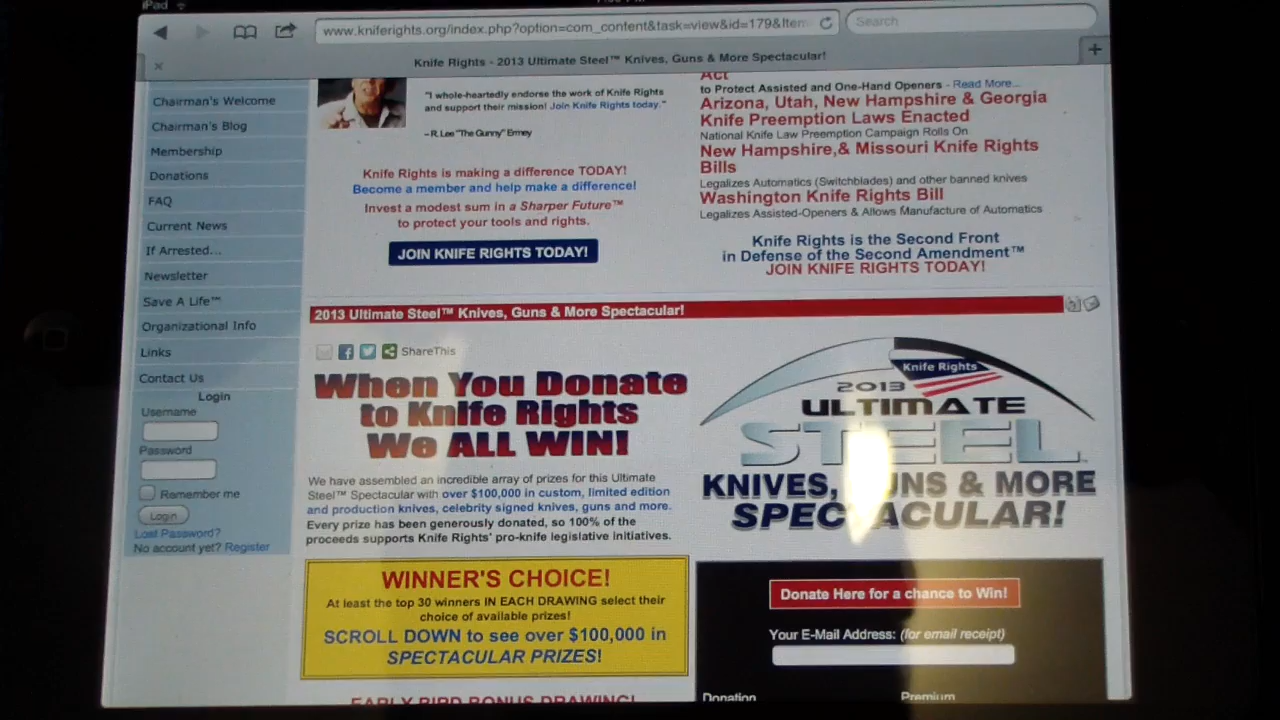 iPad
www.kniferights.org/index.php?option=com_content&task=view&id=179&Item
Search
Knife Rights - 2013 Ultimate Steel™ Knives, Guns & More Spectacular!
Chairman's Welcome
Chairman's Blog
Membership
Donations
FAQ
Current News
If Arrested...
Newsletter
Save A Life™
Organizational Info
Links
Contact Us
Login
Username
Password
Remember me
Login
Lost Password?
No account yet? Register
"I whole-heartedly endorse the work of Knife Rights
and support their mission! Join Knife Rights today."
– R. Lee "The Gunny" Ermey
Knife Rights is making a difference TODAY!
Become a member and help make a difference!
Invest a modest sum in a Sharper Future™
to protect your tools and rights.
JOIN KNIFE RIGHTS TODAY!
Act
to Protect Assisted and One-Hand Openers - Read More...
Arizona, Utah, New Hampshire & Georgia
Knife Preemption Laws Enacted
National Knife Law Preemption Campaign Rolls On
New Hampshire,& Missouri Knife Rights
Bills
Legalizes Automatics (Switchblades) and other banned knives
Washington Knife Rights Bill
Legalizes Assisted-Openers & Allows Manufacture of Automatics
Knife Rights is the Second Front
in Defense of the Second Amendment™
JOIN KNIFE RIGHTS TODAY!
2013 Ultimate Steel™ Knives, Guns & More Spectacular!
ShareThis
When You Donate
to Knife Rights
We ALL WIN!
We have assembled an incredible array of prizes for this Ultimate
Steel™ Spectacular with over $100,000 in custom, limited edition
and production knives, celebrity signed knives, guns and more.
Every prize has been generously donated, so 100% of the
proceeds supports Knife Rights' pro-knife legislative initiatives.
Knife Rights
2013
ULTIMATE
STEEL
KNIVES, GUNS & MORE
SPECTACULAR!
WINNER'S CHOICE!
At least the top 30 winners IN EACH DRAWING select their
choice of available prizes!
SCROLL DOWN to see over $100,000 in
SPECTACULAR PRIZES!
EARLY BIRD BONUS DRAWING!
Donate Here for a chance to Win!
Your E-Mail Address: (for email receipt)
Donation
Premium